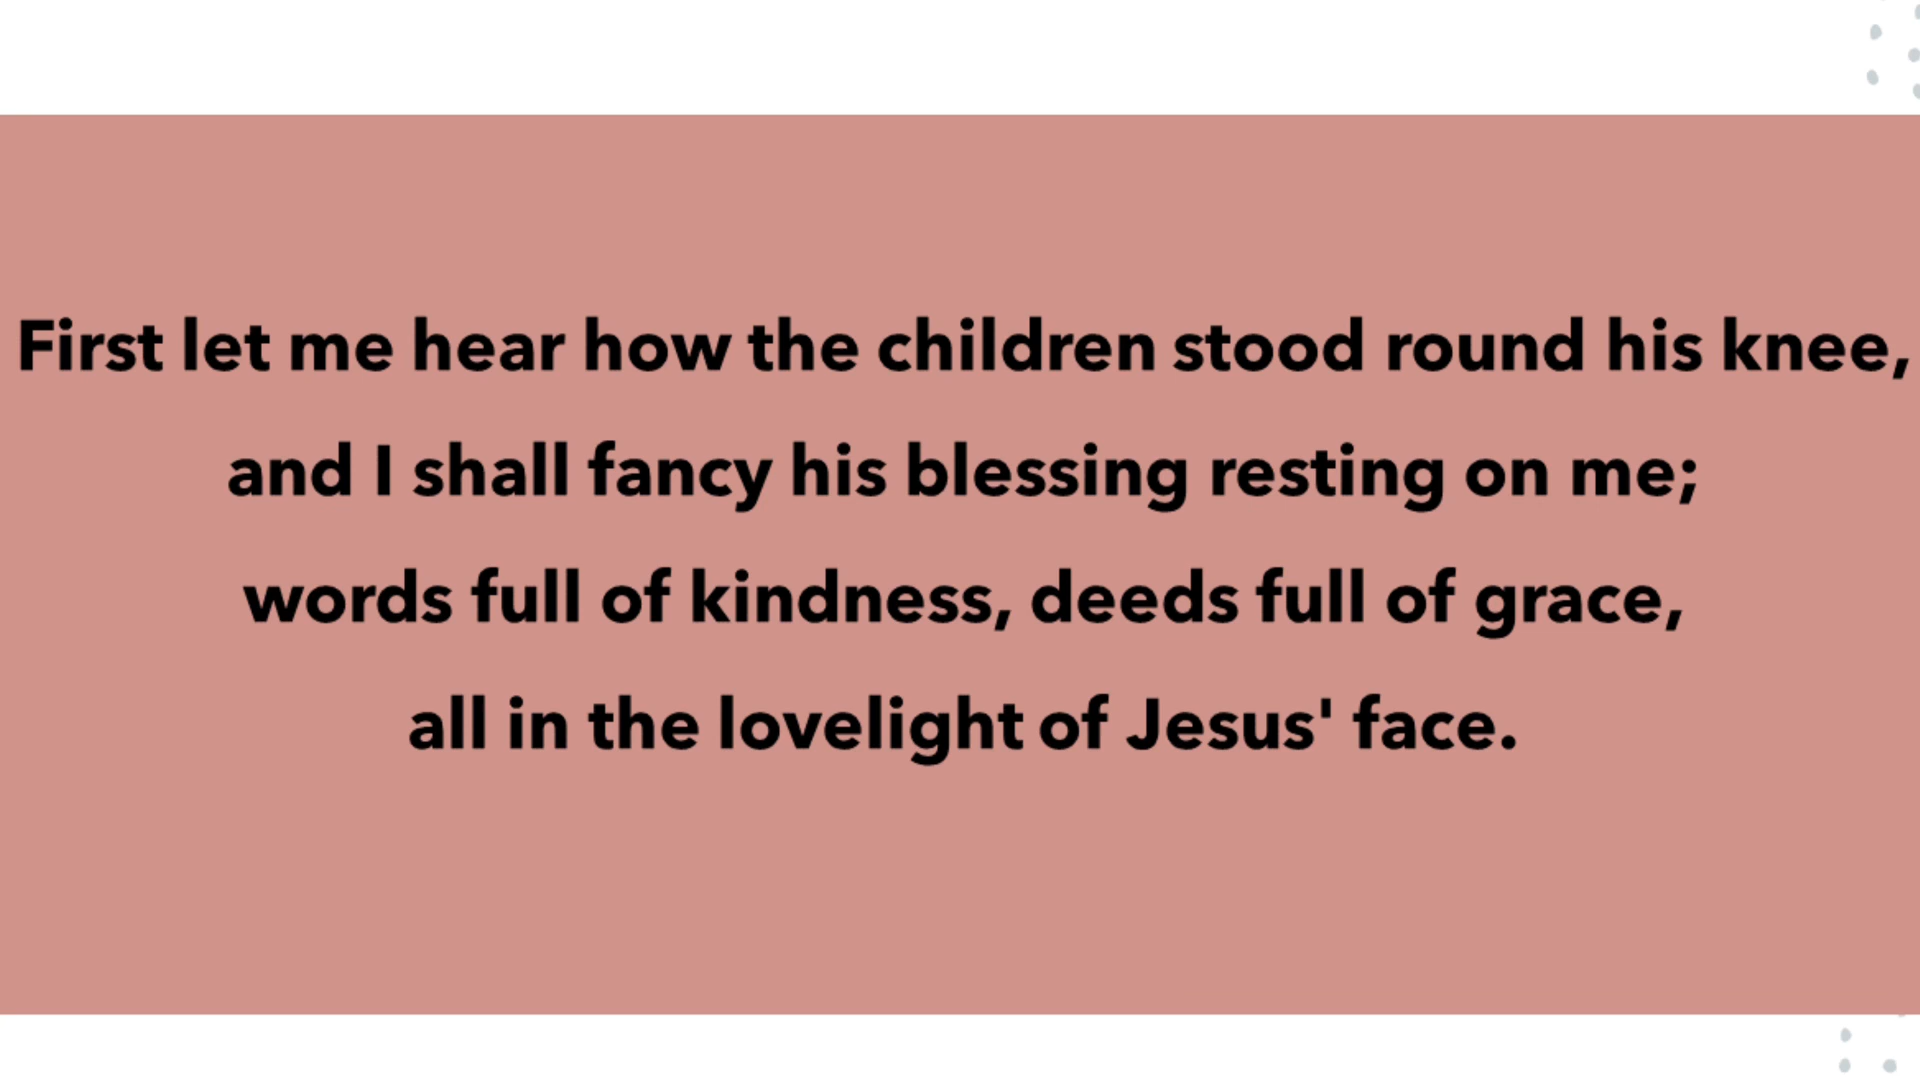 First let me hear how the children stood round his knee,
and I shall fancy his blessing resting on me;
words full of kindness, deeds full of grace,
all in the lovelight of Jesus' face.